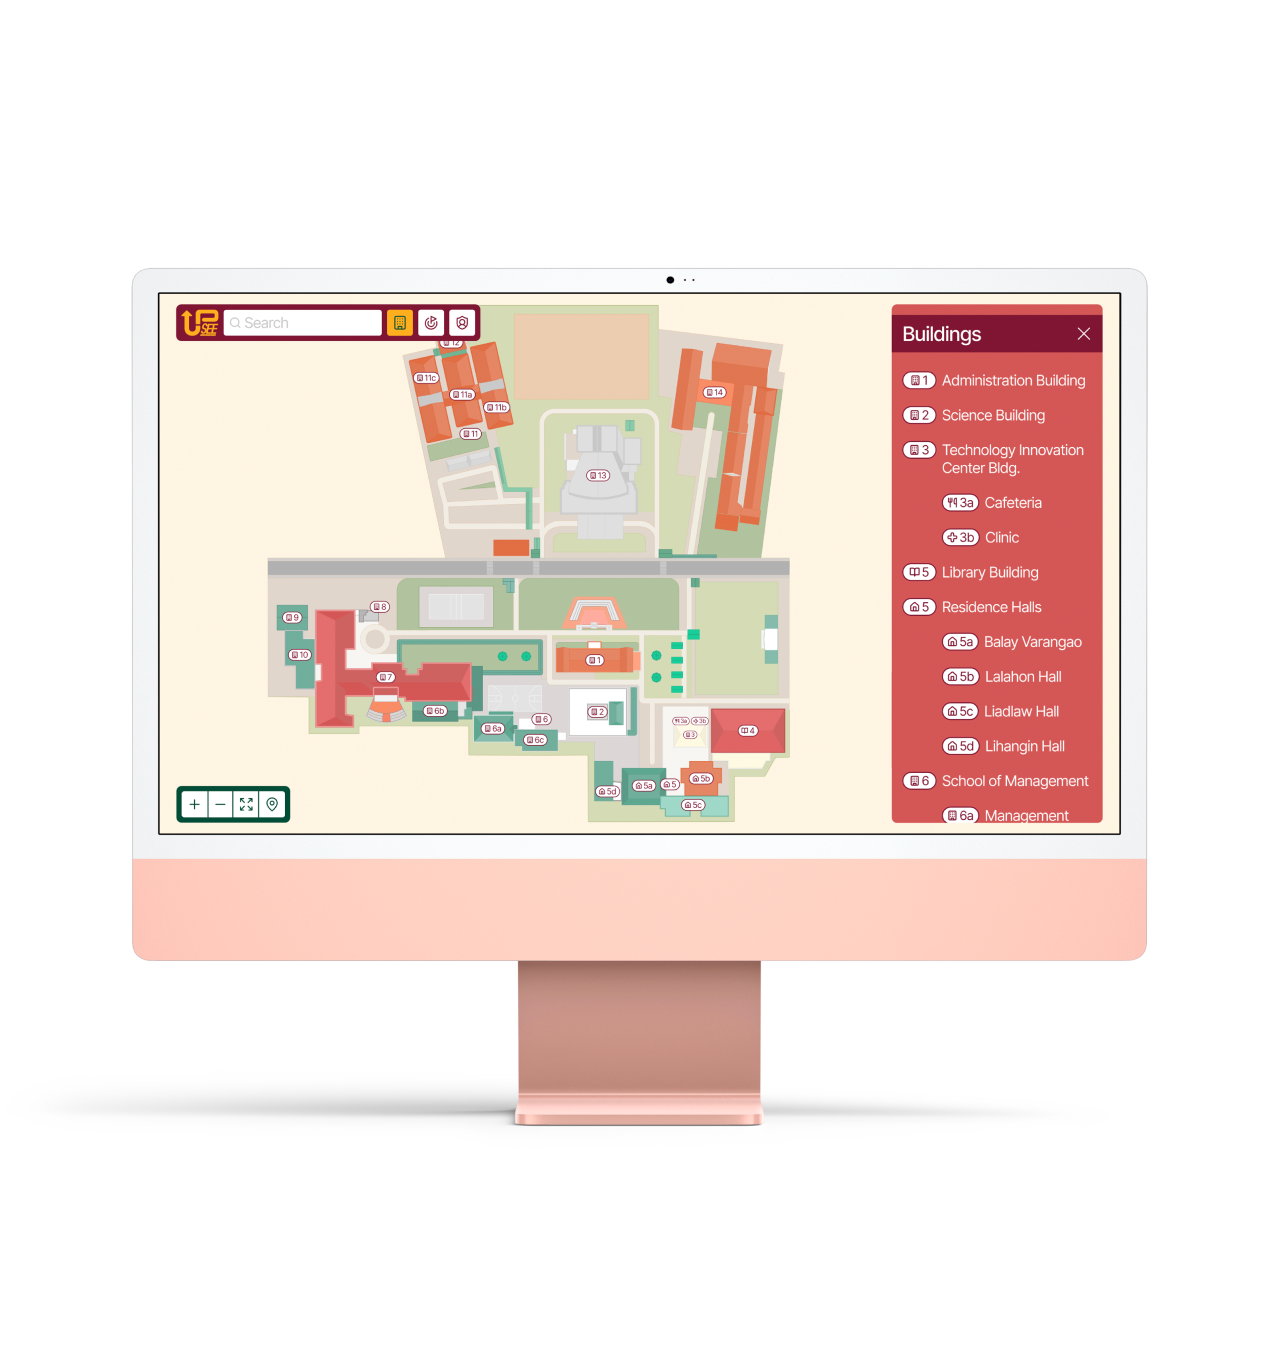 UP
SEE
Search
12
11c
11a
11b
11
14
13
9
8
10
7
1
6b
6a
6
6c
2
3a
3b
3
4
5d
5a
5
5b
5c
Buildings
1 Administration Building
2 Science Building
3 Technology Innovation
Center Bldg.
3a Cafeteria
3b Clinic
5 Library Building
5 Residence Halls
5a Balay Varangao
5b Lalahon Hall
5c Liadlaw Hall
5d Lihangin Hall
6 School of Management
6a Management